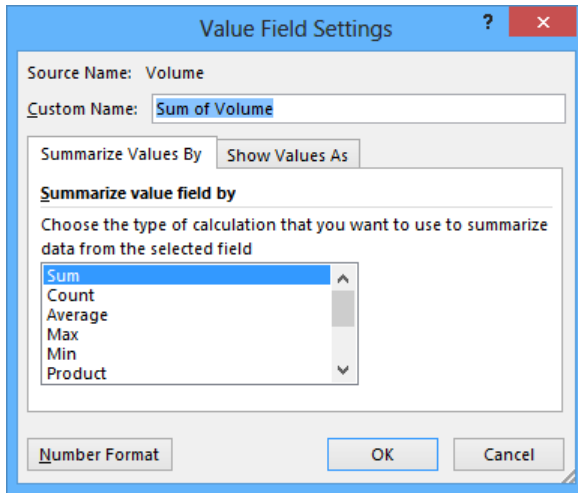 Value Field Settings
?
×
Source Name: Volume
Custom Name: Sum of Volume
Summarize Values By Show Values As
Summarize value field by
Choose the type of calculation that you want to use to summarize
data from the selected field
Sum
Count
Average
Max
Min
Product
Number Format OK Cancel